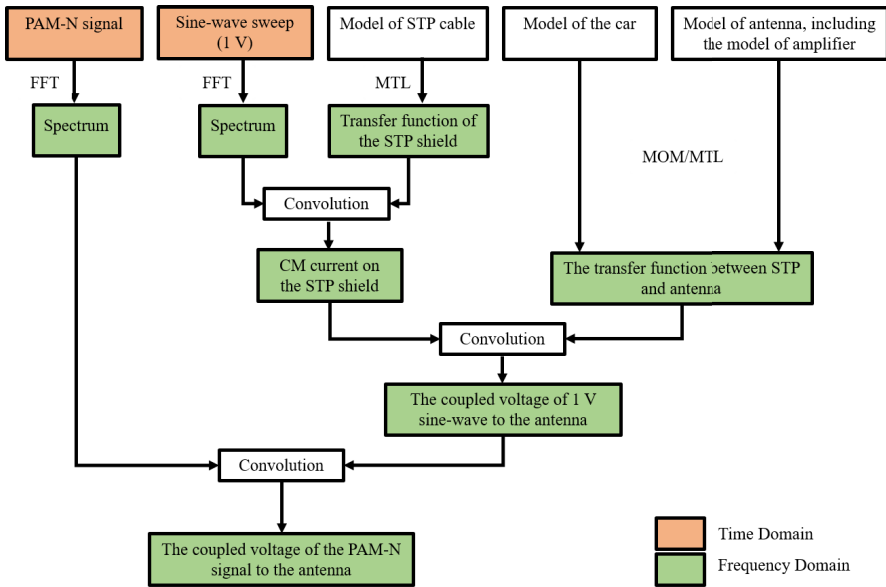 PAM-N signal
Sine-wave sweep
(1 V)
Model of STP cable
Model of the car
Model of antenna, including
the model of amplifier
FFT
FFT
MTL
Spectrum
Spectrum
Transfer function of
the STP shield
MOM/MTL
Convolution
CM current on
the STP shield
The transfer function between STP
and antenna
Convolution
The coupled voltage of 1 V
sine-wave to the antenna
Convolution
The coupled voltage of the PAM-N
signal to the antenna
Time Domain
Frequency Domain